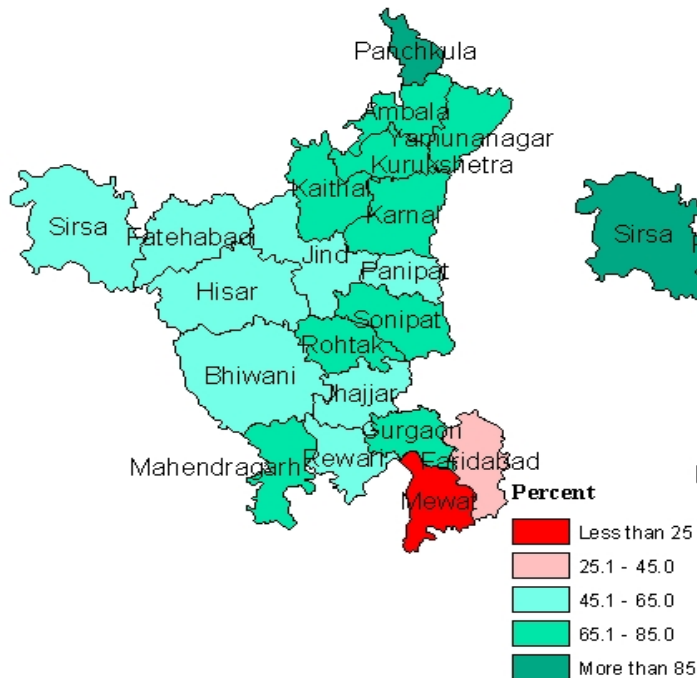 Panchkula
Ambala
Yamunanagar
Kurukshetra
Kaithal
Karnal
Sirsa
Fatehabad
Jind
Panipat
Hisar
Sonipat
Rohtak
Bhiwani
Jhajjar
Gurgaon
Mahendragarh
Rewari
Faridabad
Mewat
Sirsa
Percent
Less than 25
25.1 - 45.0
45.1 - 65.0
65.1 - 85.0
More than 85